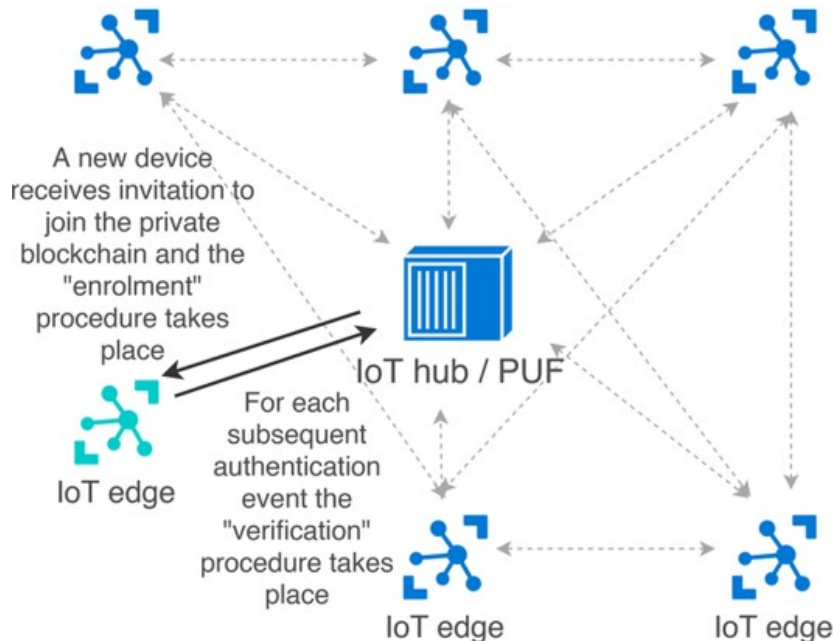 A new device
receives invitation to
join the private
blockchain and the
"enrolment"
procedure takes
place
IoT hub / PUF
IoT edge
For each
subsequent
authentication
event the
"verification"
procedure takes
place
IoT edge
IoT edge